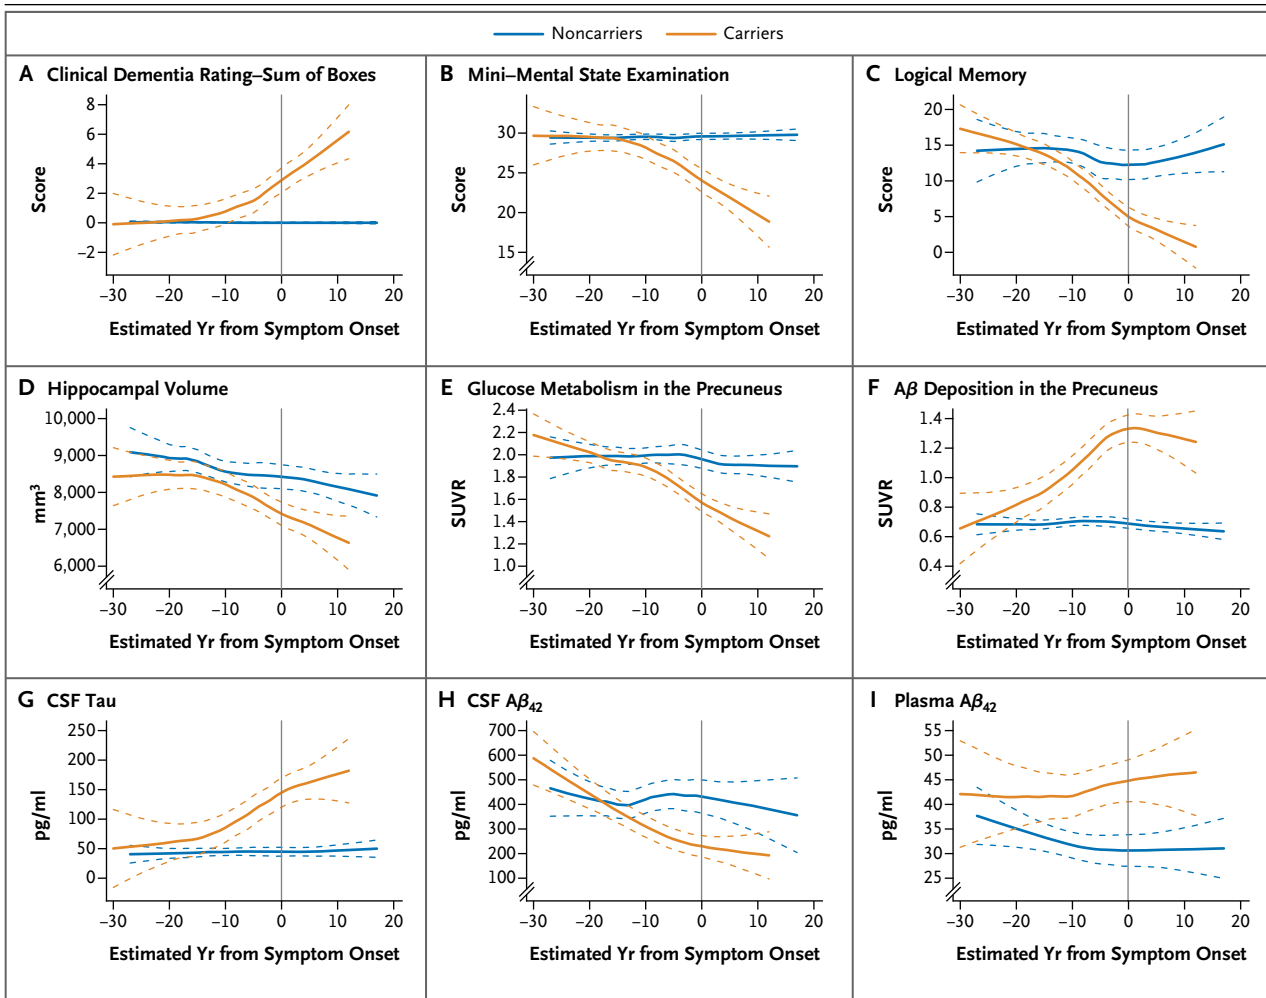 Noncarriers Carriers
A Clinical Dementia Rating–Sum of Boxes
8
6
4
2
0
–2
Score
–30 –20 –10 0 10 20
Estimated Yr from Symptom Onset
B Mini–Mental State Examination
30
25
20
15
Score
–30 –20 –10 0 10 20
Estimated Yr from Symptom Onset
C Logical Memory
20
15
10
5
0
Score
–30 –20 –10 0 10 20
Estimated Yr from Symptom Onset
D Hippocampal Volume
10,000
9,000
8,000
7,000
6,000
mm³
–30 –20 –10 0 10 20
Estimated Yr from Symptom Onset
E Glucose Metabolism in the Precuneus
2.4
2.2
2.0
1.8
1.6
1.4
1.2
1.0
SUVR
–30 –20 –10 0 10 20
Estimated Yr from Symptom Onset
F Aβ Deposition in the Precuneus
1.4
1.2
1.0
0.8
0.6
0.4
SUVR
–30 –20 –10 0 10 20
Estimated Yr from Symptom Onset
G CSF Tau
250
200
150
100
50
0
pg/ml
–30 –20 –10 0 10 20
Estimated Yr from Symptom Onset
H CSF Aβ₄₂
700
600
500
400
300
200
100
pg/ml
–30 –20 –10 0 10 20
Estimated Yr from Symptom Onset
I Plasma Aβ₄₂
55
50
45
40
35
30
25
pg/ml
–30 –20 –10 0 10 20
Estimated Yr from Symptom Onset